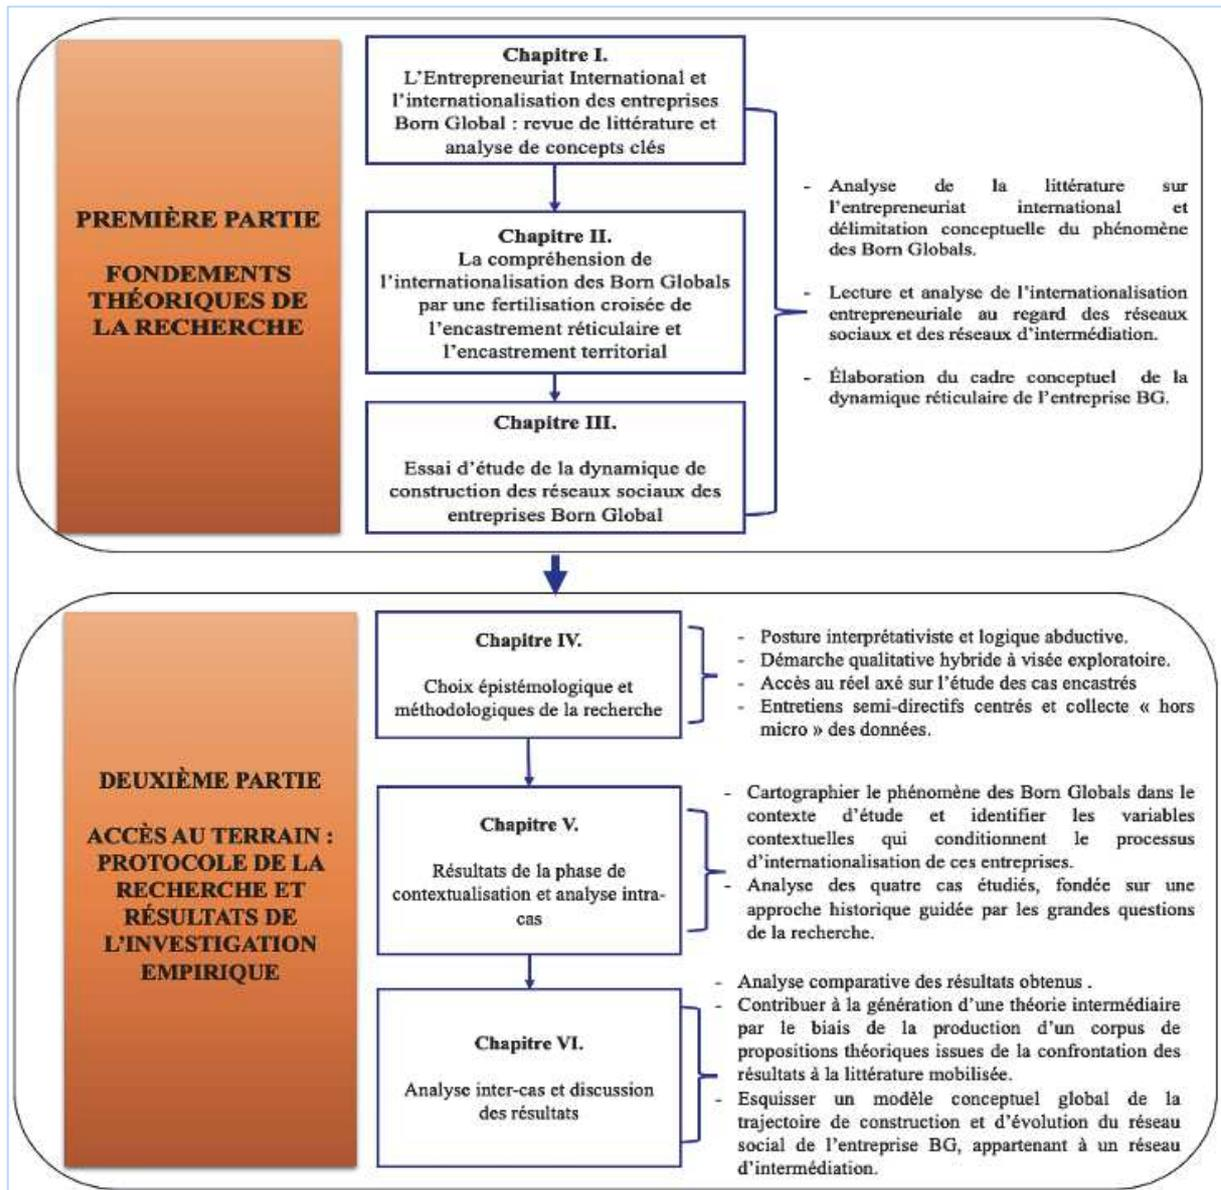 PREMIÈRE PARTIE
FONDEMENTS
THÉORIQUES DE
LA RECHERCHE
Chapitre I.
L'Entrepreneuriat International et
l'internationalisation des entreprises
Born Global : revue de littérature et
analyse de concepts clés
Chapitre II.
La compréhension de
l'internationalisation des Born Globals
par une fertilisation croisée de
l'encastrement réticulaire et
l'encastrement territorial
Chapitre III.
Essai d'étude de la dynamique de
construction des réseaux sociaux des
entreprises Born Global
- Analyse de la littérature sur
l'entrepreneuriat international et
délimitation conceptuelle du phénomène
des Born Globals.
- Lecture et analyse de l'internationalisation
entrepreneuriale au regard des réseaux
sociaux et des réseaux d'intermédiation.
- Élaboration du cadre conceptuel de la
dynamique réticulaire de l'entreprise BG.
DEUXIÈME PARTIE
ACCÈS AU TERRAIN :
PROTOCOLE DE LA
RECHERCHE ET
RÉSULTATS DE
L'INVESTIGATION
EMPIRIQUE
Chapitre IV.
Choix épistémologique et
méthodologiques de la recherche
- Posture interprétativiste et logique abductive.
- Démarche qualitative hybride à visée exploratoire.
- Accès au réel axé sur l'étude des cas encastrés
- Entretiens semi-directifs centrés et collecte « hors
micro » des données.
Chapitre V.
Résultats de la phase de
contextualisation et analyse intra-
cas
- Cartographier le phénomène des Born Globals dans le
contexte d'étude et identifier les variables
contextuelles qui conditionnent le processus
d'internationalisation de ces entreprises.
- Analyse des quatre cas étudiés, fondée sur une
approche historique guidée par les grandes questions
de la recherche.
Chapitre VI.
Analyse inter-cas et discussion
des résultats
- Analyse comparative des résultats obtenus .
- Contribuer à la génération d'une théorie intermédiaire
par le biais de la production d'un corpus de
propositions théoriques issues de la confrontation des
résultats à la littérature mobilisée.
- Esquisser un modèle conceptuel global de la
trajectoire de construction et d'évolution du réseau
social de l'entreprise BG, appartenant à un réseau
d'intermédiation.